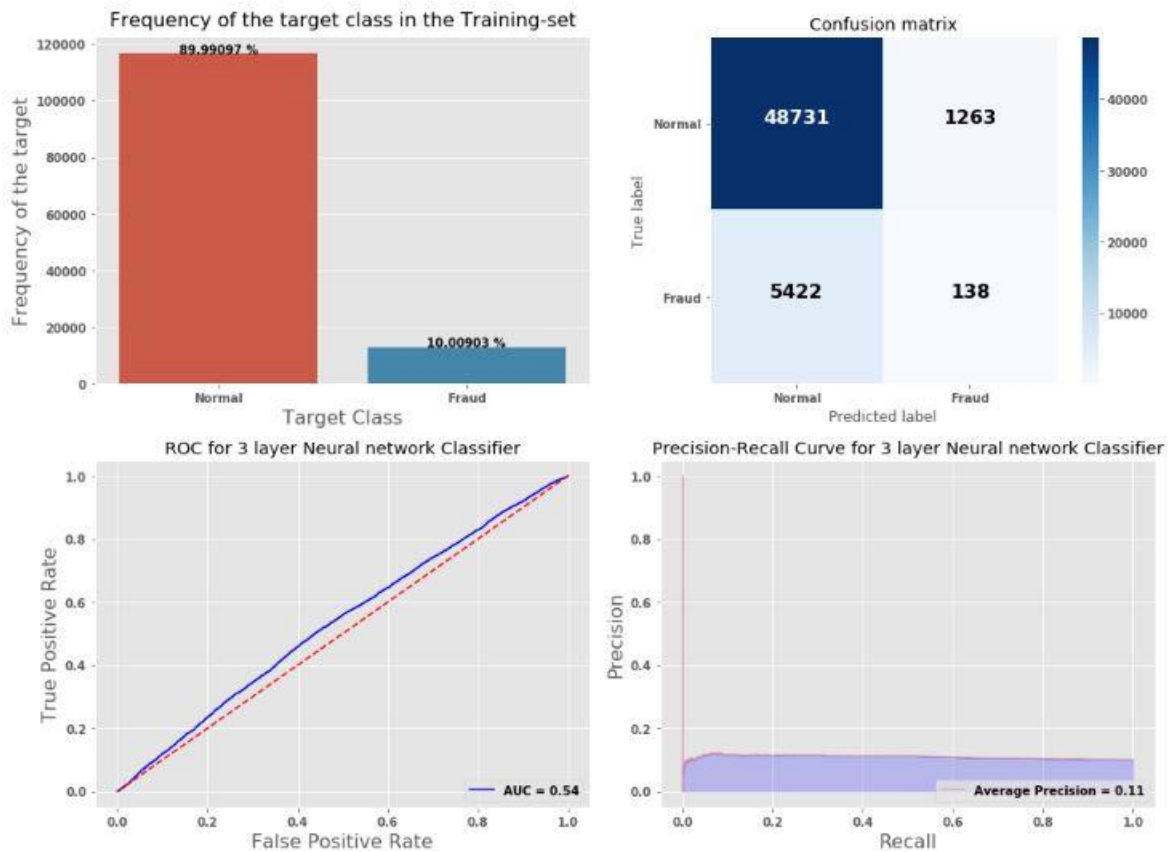 Frequency of the target class in the Training-set
Frequency of the target
120000
100000
80000
60000
40000
20000
0
89.99097 %
10.00903 %
Normal
Fraud
Target Class
Confusion matrix
True label
Normal
Fraud
48731
1263
5422
138
Normal
Fraud
Predicted label
40000
30000
20000
10000
ROC for 3 layer Neural network Classifier
True Positive Rate
1.0
0.8
0.6
0.4
0.2
0.0
AUC = 0.54
0.0
0.2
0.4
0.6
0.8
1.0
False Positive Rate
Precision-Recall Curve for 3 layer Neural network Classifier
Precision
1.0
0.8
0.6
0.4
0.2
0.0
Average Precision = 0.11
0.0
0.2
0.4
0.6
0.8
1.0
Recall